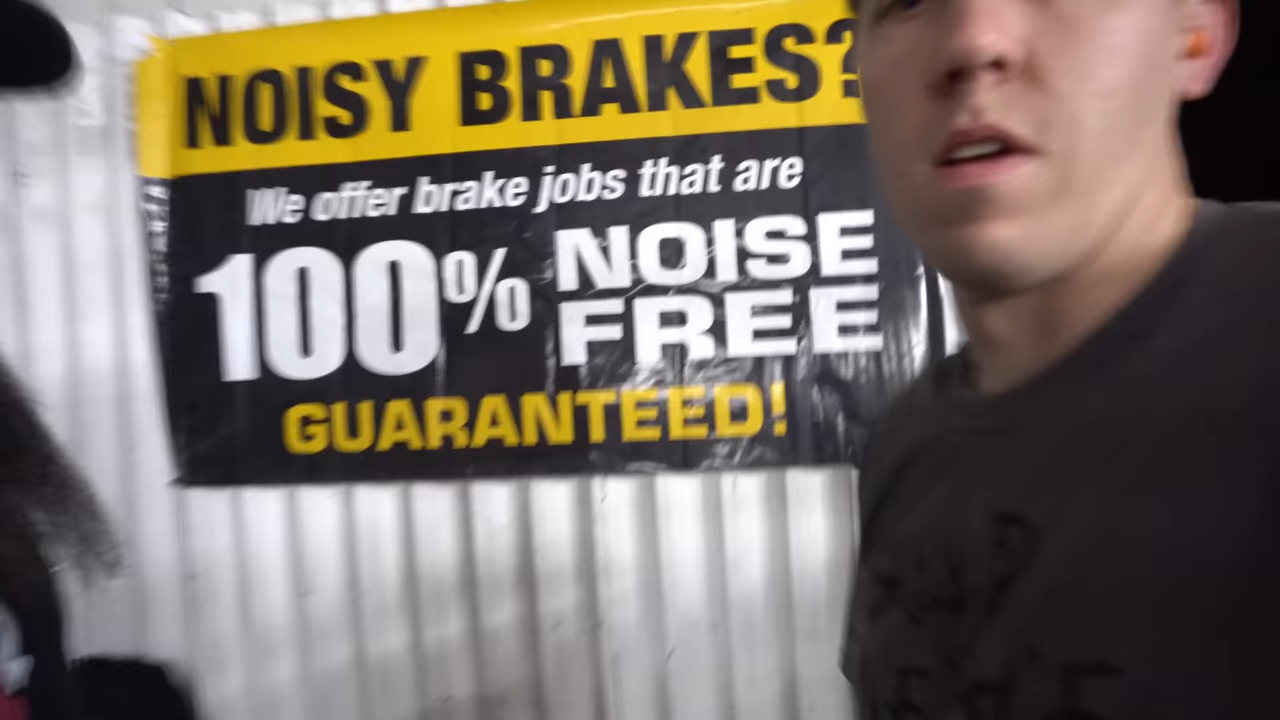 NOISY BRAKES?
We offer brake jobs that are
100% NOISE
FREE
GUARANTEED!